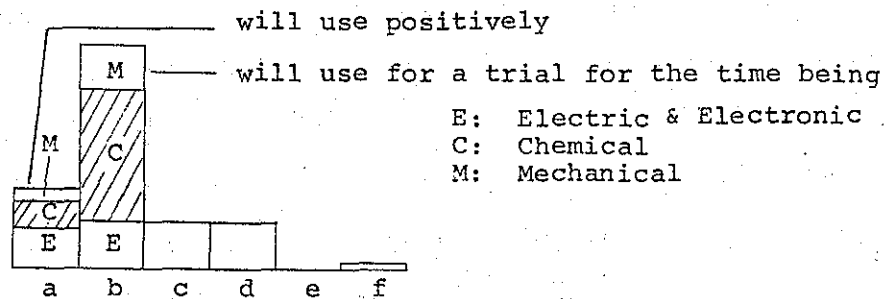 will use positively
M
will use for a trial for the time being
E: Electric & Electronic
C: Chemical
M: Mechanical
M
C
C
E E
a b c d e f